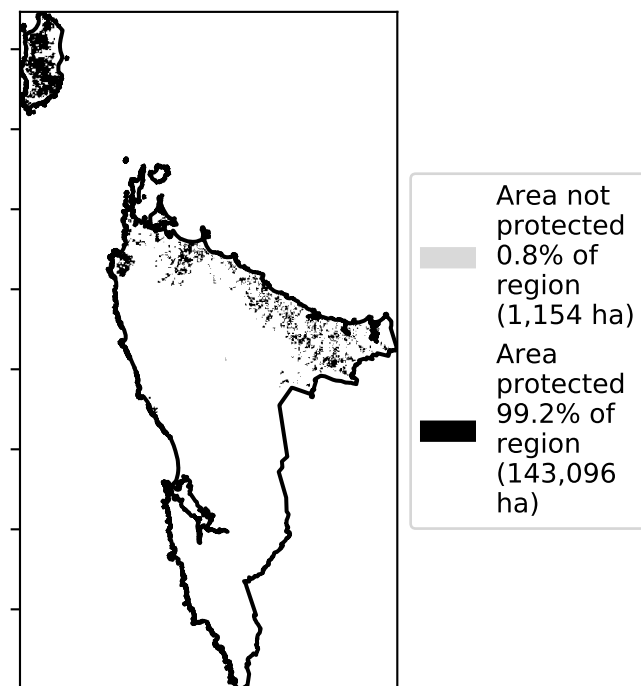 Area not
protected
0.8% of
region
(1,154 ha)
Area
protected
99.2% of
region
(143,096
ha)